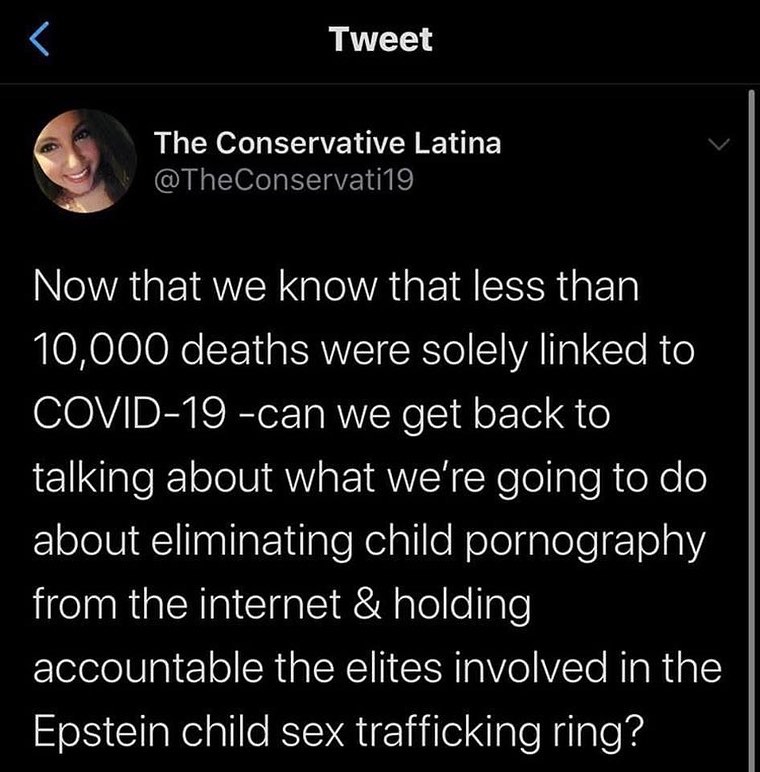 Tweet
The Conservative Latina
@TheConservati19
Now that we know that less than
10,000 deaths were solely linked to
COVID-19 -can we get back to
talking about what we're going to do
about eliminating child pornography
from the internet & holding
accountable the elites involved in the
Epstein child sex trafficking ring?